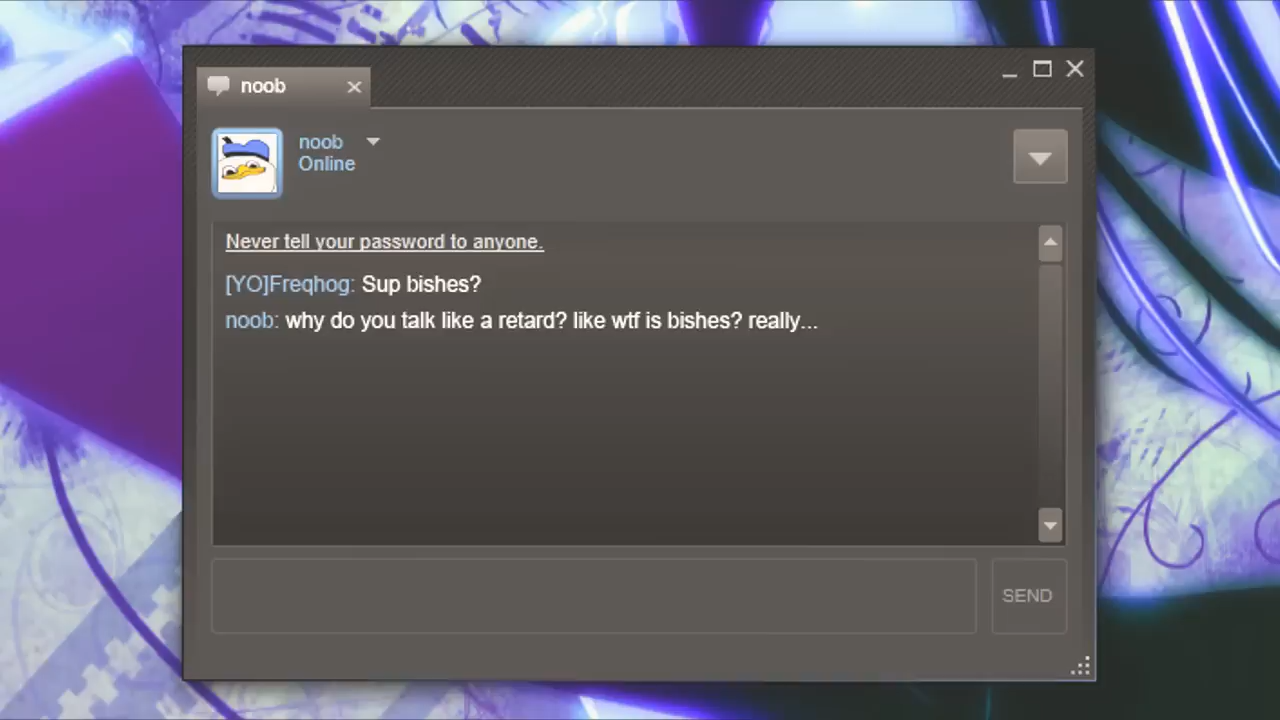 noob
noob
Online
Never tell your password to anyone.
[YO]Freqhog: Sup bishes?
noob: why do you talk like a retard? like wtf is bishes? really...
SEND